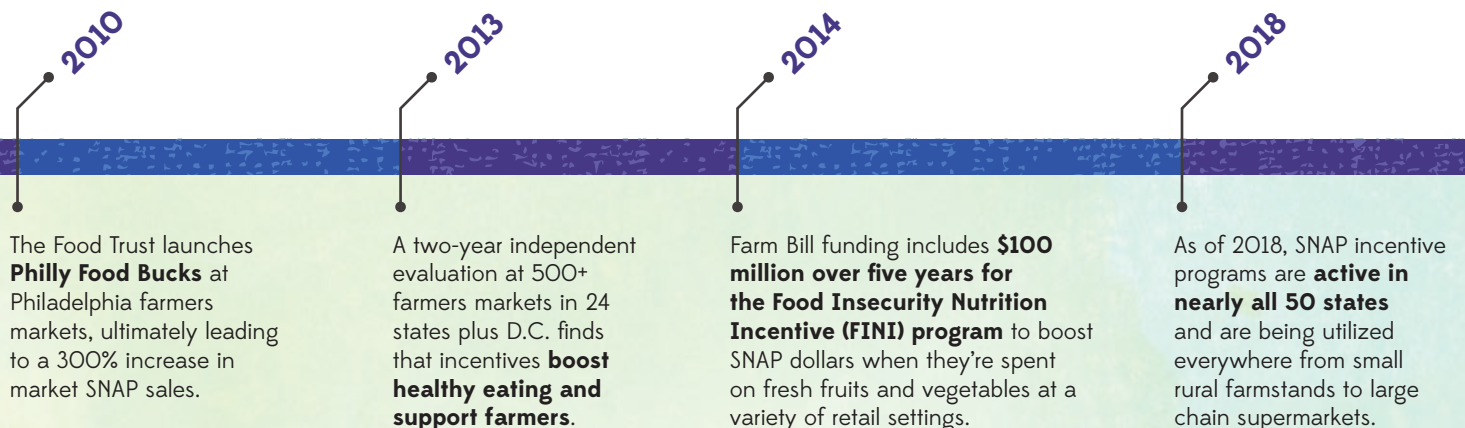 2010
The Food Trust launches
Philly Food Bucks at
Philadelphia farmers
markets, ultimately leading
to a 300% increase in
market SNAP sales.
2013
A two-year independent
evaluation at 500+
farmers markets in 24
states plus D.C. finds
that incentives boost
healthy eating and
support farmers.
2014
Farm Bill funding includes $100
million over five years for
the Food Insecurity Nutrition
Incentive (FINI) program to boost
SNAP dollars when they're spent
on fresh fruits and vegetables at a
variety of retail settings.
2018
As of 2018, SNAP incentive
programs are active in
nearly all 50 states
and are being utilized
everywhere from small
rural farmstands to large
chain supermarkets.